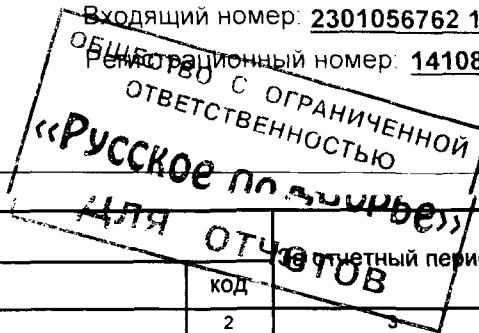 Входящий номер: 2301056762 1
Регистрационный номер: 14108
ОБЩЕСТВО С ОГРАНИЧЕННОЙ
ОТВЕТСТВЕННОСТЬЮ
«Русское
ДЛЯ ОТЧЕТОВ
За отчетный пери
код
2
3